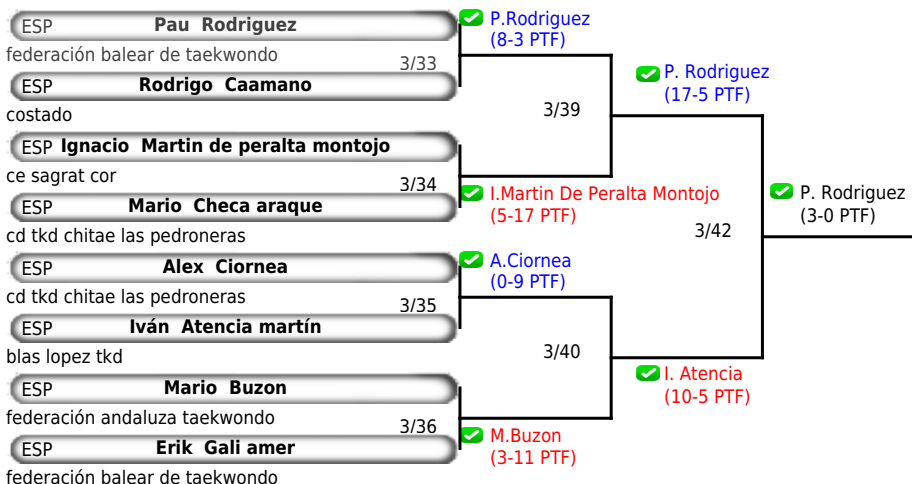 ESP Pau Rodriguez
federación balear de taekwondo
3/33
ESP Rodrigo Caamano
costado
ESP Ignacio Martin de peralta montojo
ce sagrat cor
3/34
ESP Mario Checa araque
cd tkd chitae las pedroneras
ESP Alex Ciornea
cd tkd chitae las pedroneras
3/35
ESP Iván Atencia martín
blas lopez tkd
ESP Mario Buzon
federación andaluza taekwondo
3/36
ESP Erik Gali amer
federación balear de taekwondo
P.Rodriguez
(8-3 PTF)
3/39
I.Martin De Peralta Montojo
(5-17 PTF)
A.Ciornea
(0-9 PTF)
3/40
M.Buzon
(3-11 PTF)
P. Rodriguez
(17-5 PTF)
3/42
I. Atencia
(10-5 PTF)
P. Rodriguez
(3-0 PTF)